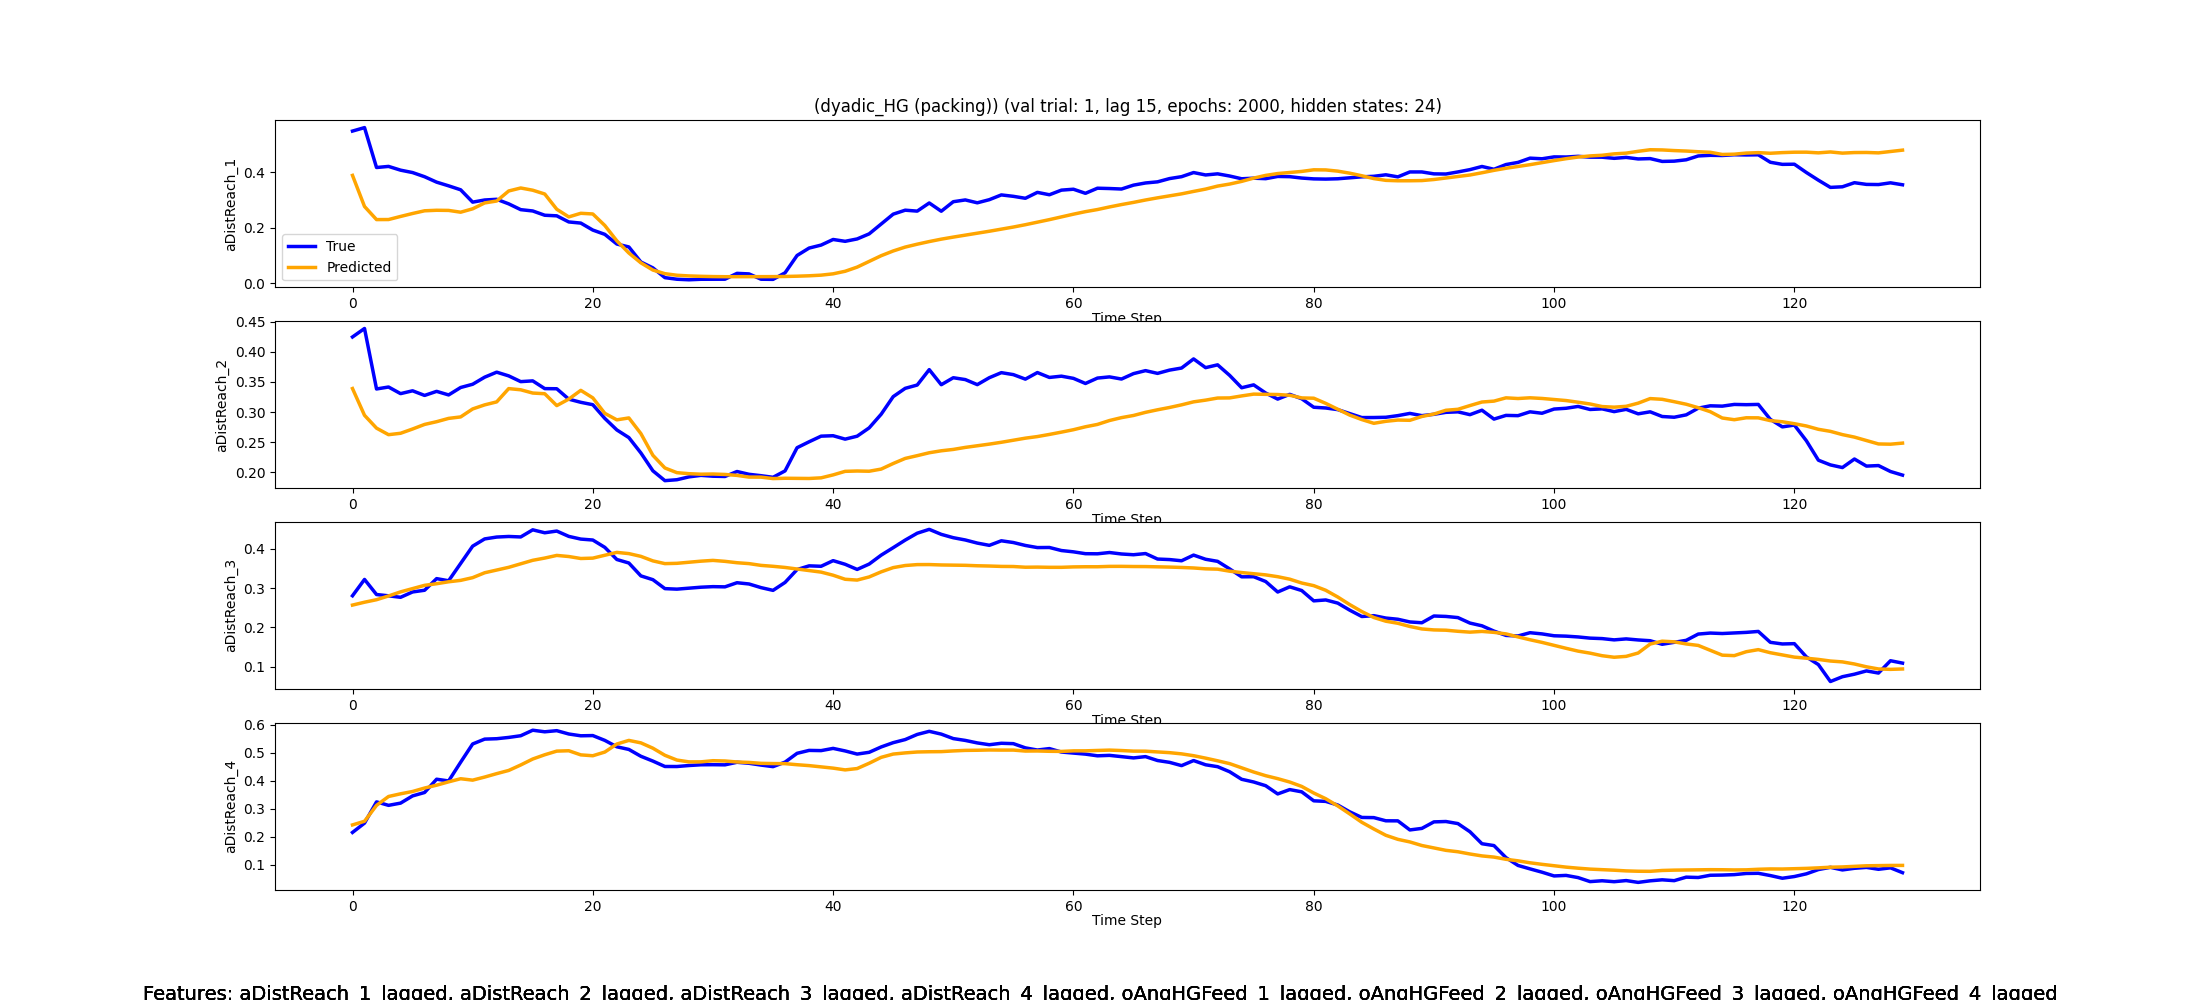 (dyadic_HG (packing)) (val trial: 1, lag 15, epochs: 2000, hidden states: 24)
aDistReach_1
0.4
0.2
0.0
True
Predicted
0 20 40 60 80 100 120
Time Step
aDistReach_2
0.45
0.40
0.35
0.30
0.25
0.20
0 20 40 60 80 100 120
Time Step
aDistReach_3
0.4
0.3
0.2
0.1
0 20 40 60 80 100 120
Time Step
aDistReach_4
0.6
0.5
0.4
0.3
0.2
0.1
0 20 40 60 80 100 120
Time Step
Features: aDistReach_1_lagged, aDistReach_2_lagged, aDistReach_3_lagged, aDistReach_4_lagged, oAngHGFeed_1_lagged, oAngHGFeed_2_lagged, oAngHGFeed_3_lagged, oAngHGFeed_4_lagged